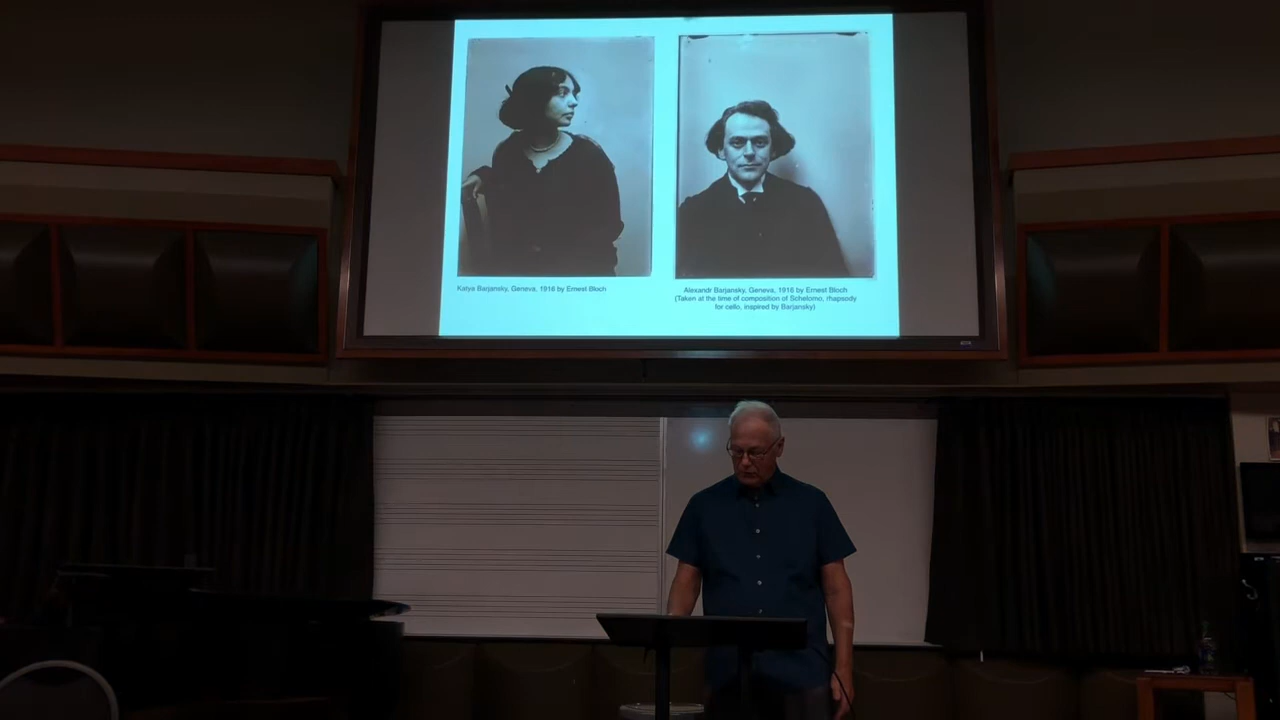 Katya Barjansky, Geneva, 1916 by Ernest Bloch
Alexandr Barjansky, Geneva, 1916 by Ernest Bloch
(Taken at the time of composition of Schelomo, rhapsody
for cello, inspired by Barjansky)